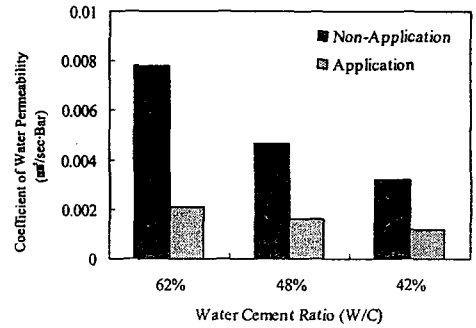 0.01
0.008
0.006
0.004
0.002
0
Coefficient of Water Permeability
(㎡/sec·Bar)
Non-Application
Application
62%
48%
42%
Water Cement Ratio (W/C)